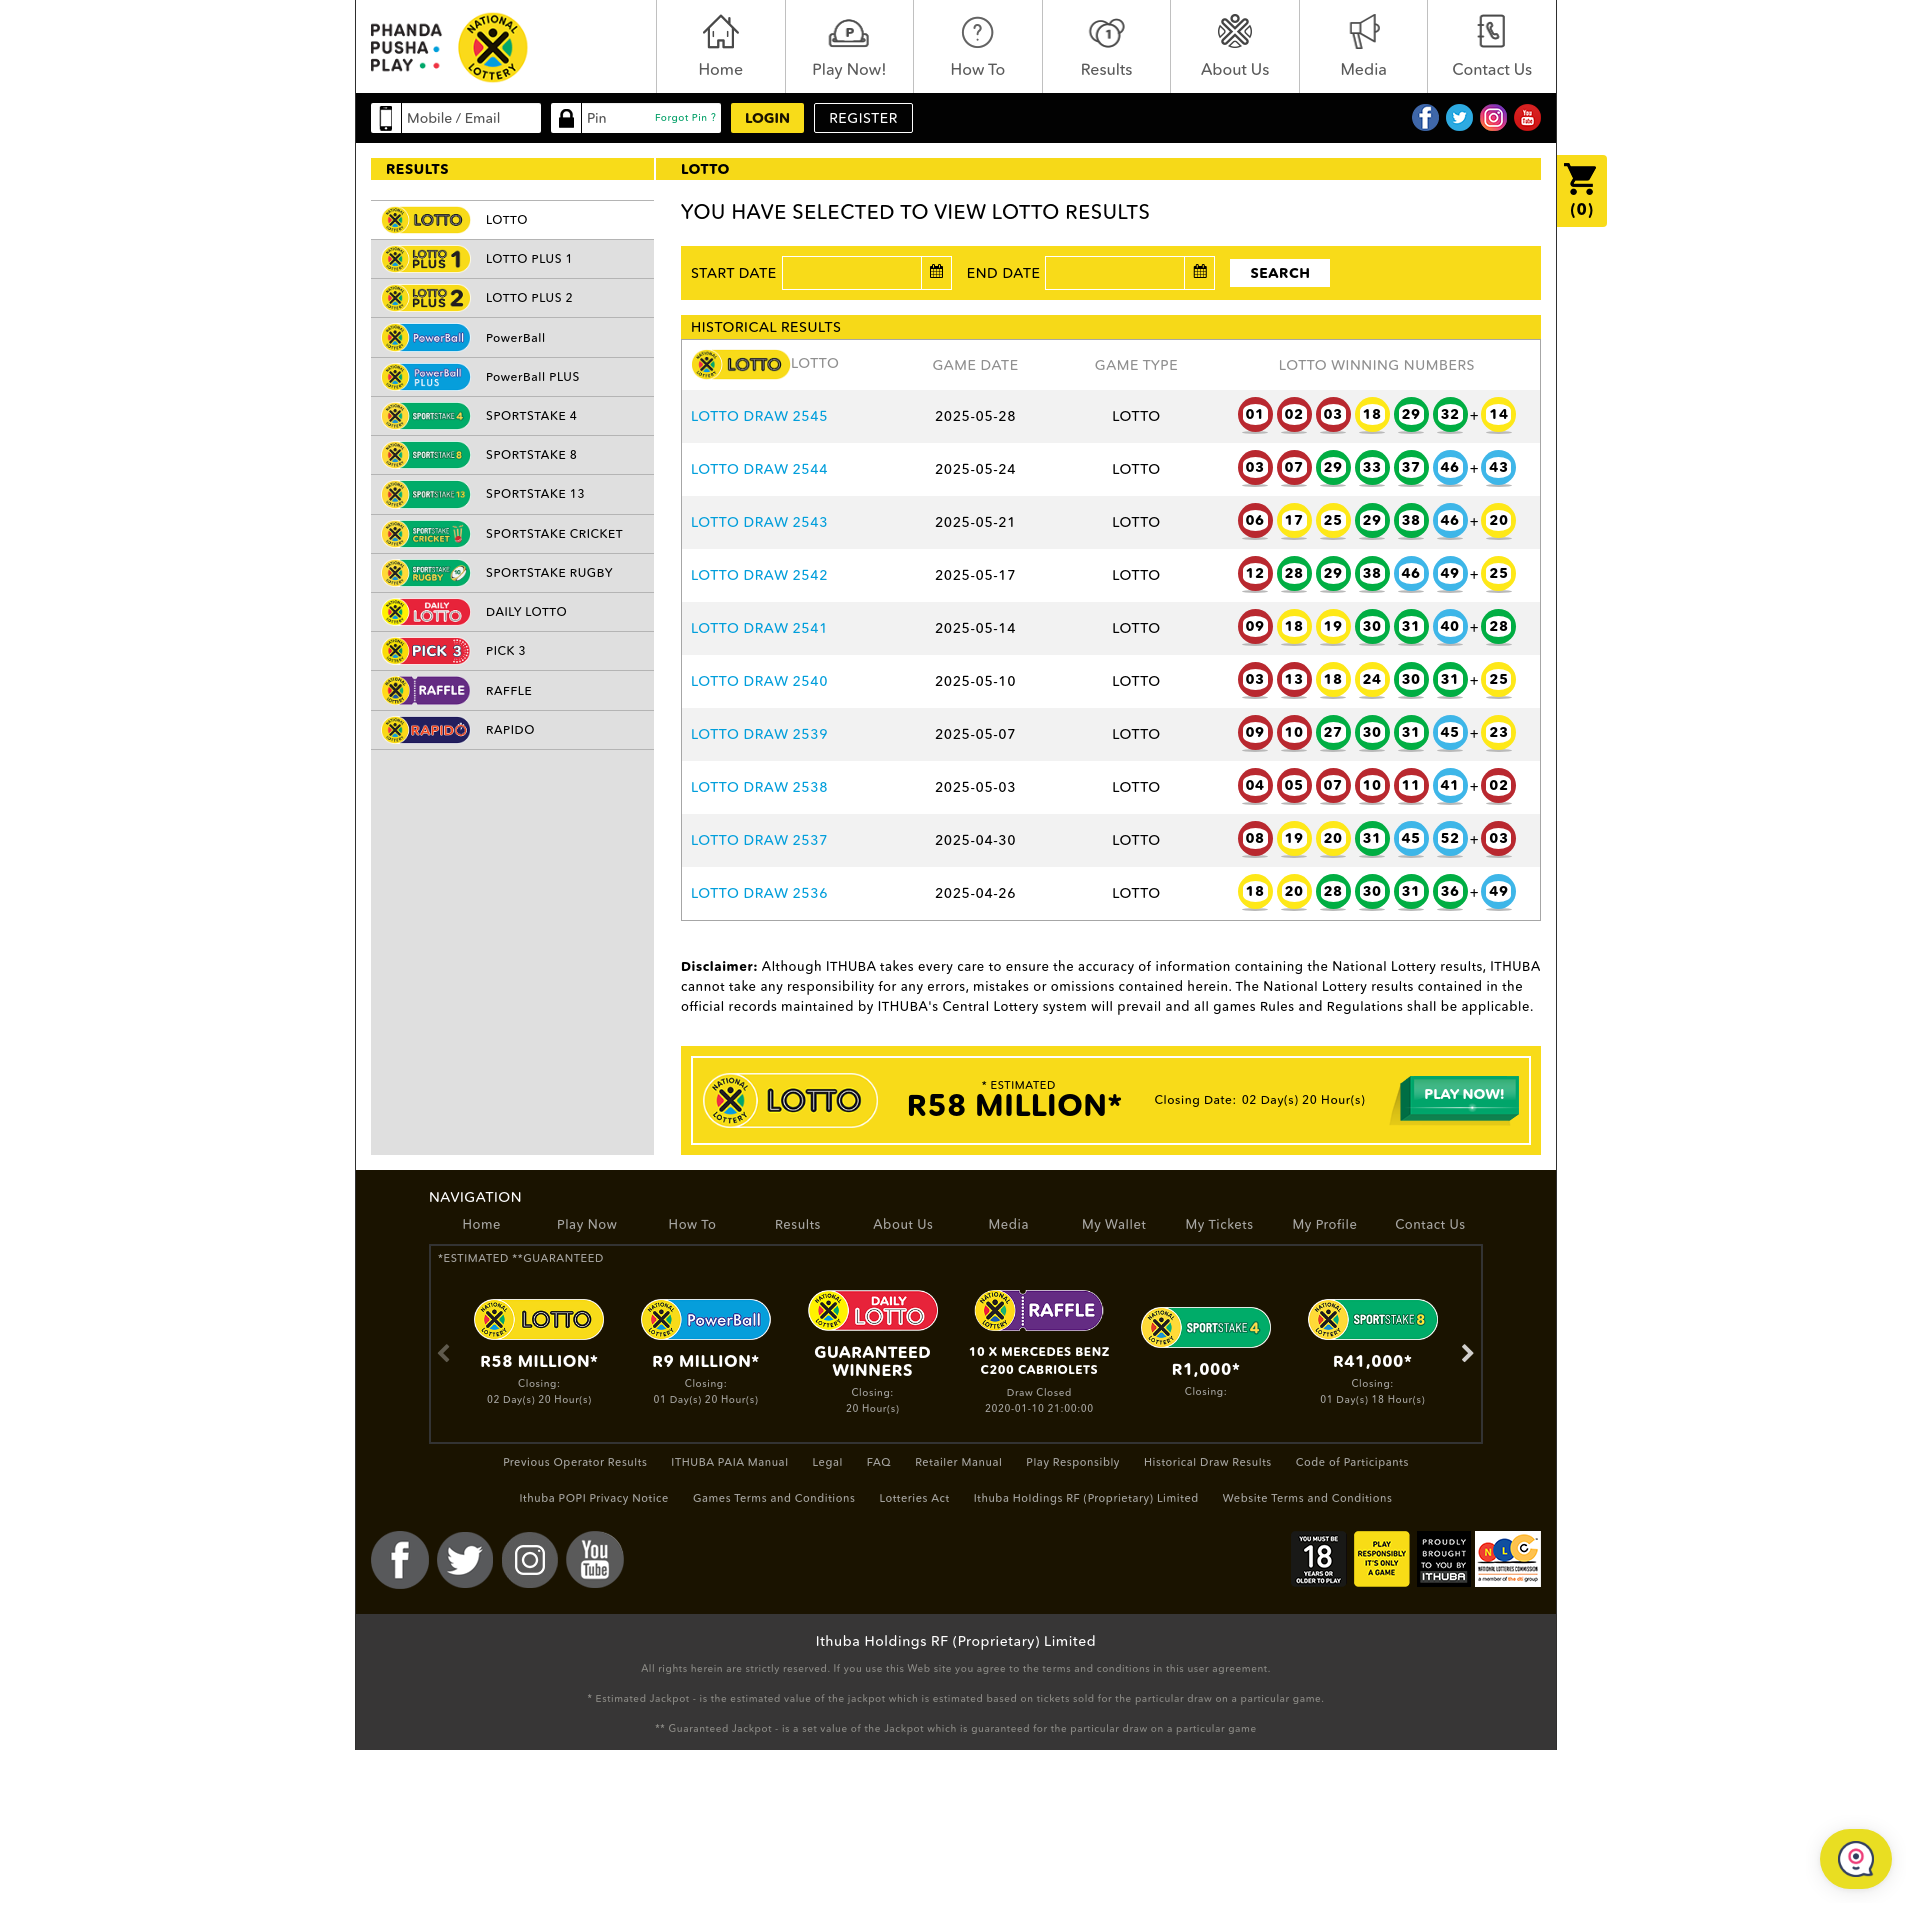 PHANDA
PUSHA
PLAY
NATIONAL
LOTTERY
Home
Play Now!
How To
Results
About Us
Media
Contact Us
Mobile / Email
Pin
Forgot Pin ?
LOGIN
REGISTER
RESULTS
LOTTO
(0)
LOTTO LOTTO
LOTTO PLUS 1 LOTTO PLUS 1
LOTTO PLUS 2 LOTTO PLUS 2
PowerBall PowerBall
PowerBall PLUS PowerBall PLUS
SPORTSTAKE 4 SPORTSTAKE 4
SPORTSTAKE 8 SPORTSTAKE 8
SPORTSTAKE 13 SPORTSTAKE 13
SPORTSTAKE CRICKET SPORTSTAKE CRICKET
SPORTSTAKE RUGBY SPORTSTAKE RUGBY
DAILY LOTTO DAILY LOTTO
PICK 3 PICK 3
RAFFLE RAFFLE
RAPIDO RAPIDO
YOU HAVE SELECTED TO VIEW LOTTO RESULTS
START DATE END DATE SEARCH
HISTORICAL RESULTS
LOTTO LOTTO GAME DATE GAME TYPE LOTTO WINNING NUMBERS
LOTTO DRAW 2545 2025-05-28 LOTTO 01 02 03 18 29 32 + 14
LOTTO DRAW 2544 2025-05-24 LOTTO 03 07 29 33 37 46 + 43
LOTTO DRAW 2543 2025-05-21 LOTTO 06 17 25 29 38 46 + 20
LOTTO DRAW 2542 2025-05-17 LOTTO 12 28 29 38 46 49 + 25
LOTTO DRAW 2541 2025-05-14 LOTTO 09 18 19 30 31 40 + 28
LOTTO DRAW 2540 2025-05-10 LOTTO 03 13 18 24 30 31 + 25
LOTTO DRAW 2539 2025-05-07 LOTTO 09 10 27 30 31 45 + 23
LOTTO DRAW 2538 2025-05-03 LOTTO 04 05 07 10 11 41 + 02
LOTTO DRAW 2537 2025-04-30 LOTTO 08 19 20 31 45 52 + 03
LOTTO DRAW 2536 2025-04-26 LOTTO 18 20 28 30 31 36 + 49
Disclaimer: Although ITHUBA takes every care to ensure the accuracy of information containing the National Lottery results, ITHUBA
cannot take any responsibility for any errors, mistakes or omissions contained herein. The National Lottery results contained in the
official records maintained by ITHUBA's Central Lottery system will prevail and all games Rules and Regulations shall be applicable.
NATIONAL LOTTERY LOTTO
* ESTIMATED
R58 MILLION*
Closing Date: 02 Day(s) 20 Hour(s)
PLAY NOW!
NAVIGATION
Home Play Now How To Results About Us Media My Wallet My Tickets My Profile Contact Us
*ESTIMATED **GUARANTEED
NATIONAL LOTTERY LOTTO
R58 MILLION*
Closing:
02 Day(s) 20 Hour(s)
NATIONAL LOTTERY PowerBall
R9 MILLION*
Closing:
01 Day(s) 20 Hour(s)
NATIONAL LOTTERY DAILY LOTTO
GUARANTEED
WINNERS
Closing:
20 Hour(s)
NATIONAL LOTTERY RAFFLE
10 X MERCEDES BENZ
C200 CABRIOLETS
Draw Closed
2020-01-10 21:00:00
NATIONAL LOTTERY SPORTSTAKE 4
R1,000*
Closing:
NATIONAL LOTTERY SPORTSTAKE 8
R41,000*
Closing:
01 Day(s) 18 Hour(s)
Previous Operator Results ITHUBA PAIA Manual Legal FAQ Retailer Manual Play Responsibly Historical Draw Results Code of Participants
Ithuba POPI Privacy Notice Games Terms and Conditions Lotteries Act Ithuba Holdings RF (Proprietary) Limited Website Terms and Conditions
You
Tube
YOU MUST BE
18
YEARS OR
OLDER TO PLAY
PLAY
RESPONSIBLY
IT'S ONLY
A GAME
PROUDLY
BROUGHT
TO YOU BY
ITHUBA
NLC
NATIONAL LOTTERIES COMMISSION
a member of the dti group
Ithuba Holdings RF (Proprietary) Limited
All rights herein are strictly reserved. If you use this Web site you agree to the terms and conditions in this user agreement.
* Estimated Jackpot - is the estimated value of the jackpot which is estimated based on tickets sold for the particular draw on a particular game.
** Guaranteed Jackpot - is a set value of the Jackpot which is guaranteed for the particular draw on a particular game